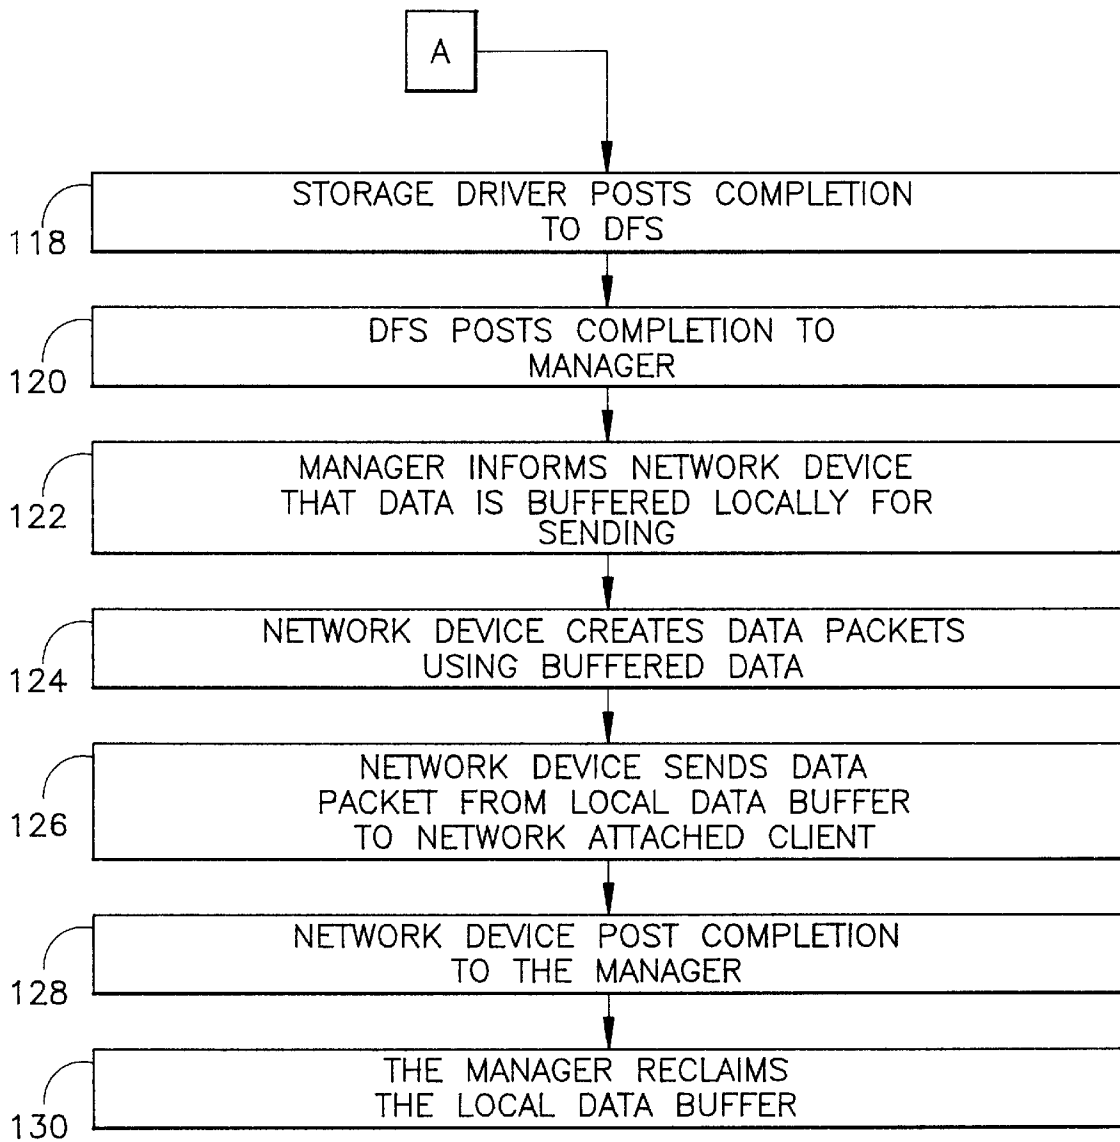 A
STORAGE DRIVER POSTS COMPLETION
TO DFS
118
DFS POSTS COMPLETION TO
MANAGER
120
MANAGER INFORMS NETWORK DEVICE
THAT DATA IS BUFFERED LOCALLY FOR
SENDING
122
NETWORK DEVICE CREATES DATA PACKETS
USING BUFFERED DATA
124
NETWORK DEVICE SENDS DATA
PACKET FROM LOCAL DATA BUFFER
TO NETWORK ATTACHED CLIENT
126
NETWORK DEVICE POST COMPLETION
TO THE MANAGER
128
THE MANAGER RECLAIMS
THE LOCAL DATA BUFFER
130